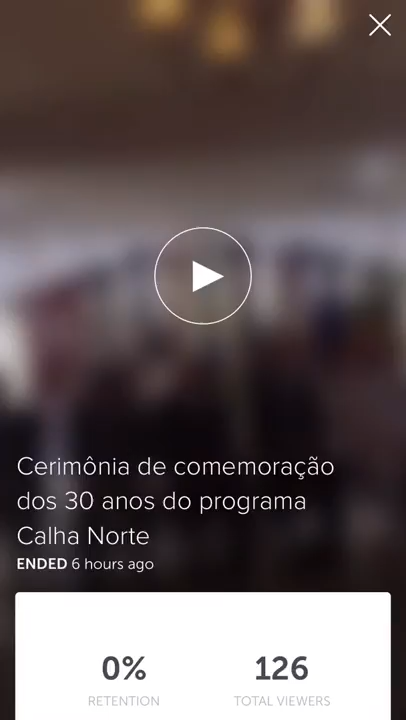 Cerimônia de comemoração
dos 30 anos do programa
Calha Norte
ENDED 6 hours ago
0%
126
RETENTION
TOTAL VIEWERS